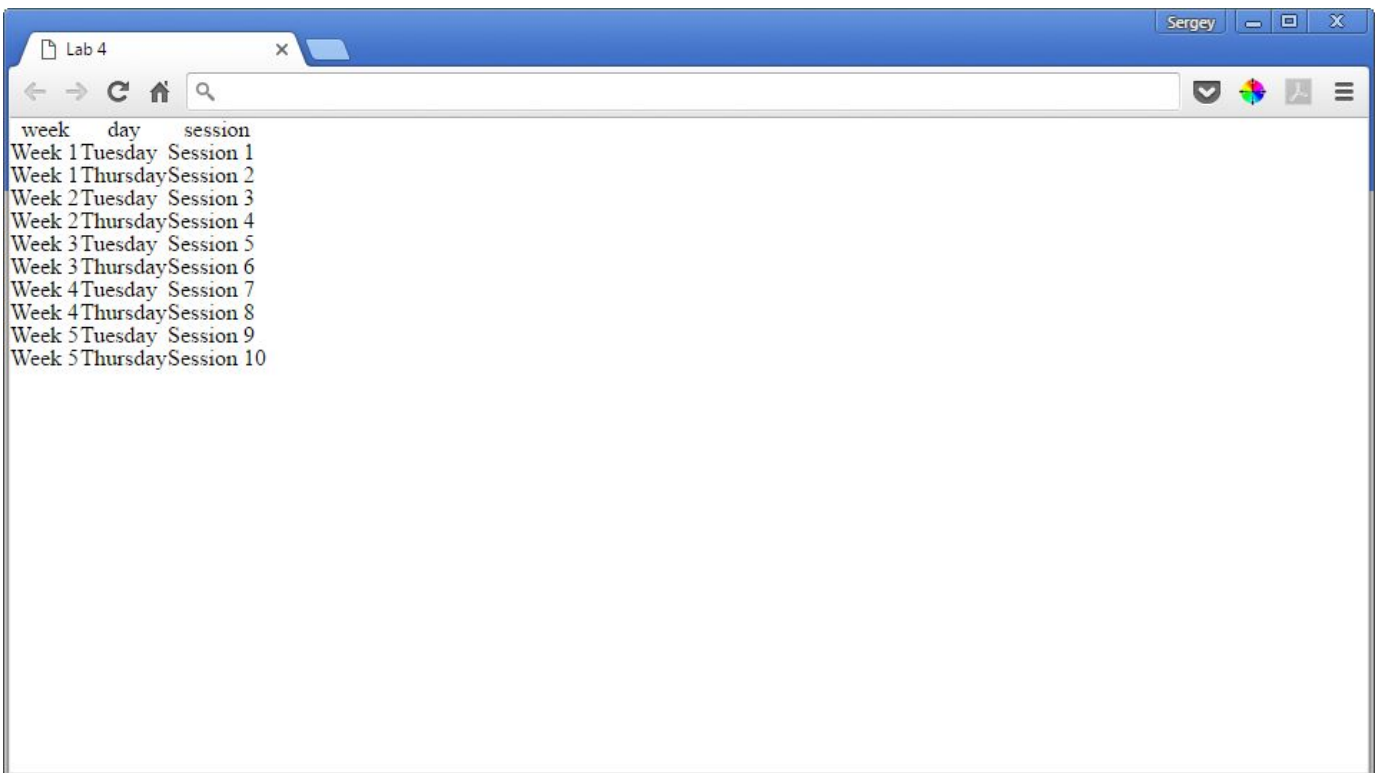 Sergey
Lab 4
week day session
Week 1 Tuesday Session 1
Week 1 Thursday Session 2
Week 2 Tuesday Session 3
Week 2 Thursday Session 4
Week 3 Tuesday Session 5
Week 3 Thursday Session 6
Week 4 Tuesday Session 7
Week 4 Thursday Session 8
Week 5 Tuesday Session 9
Week 5 Thursday Session 10